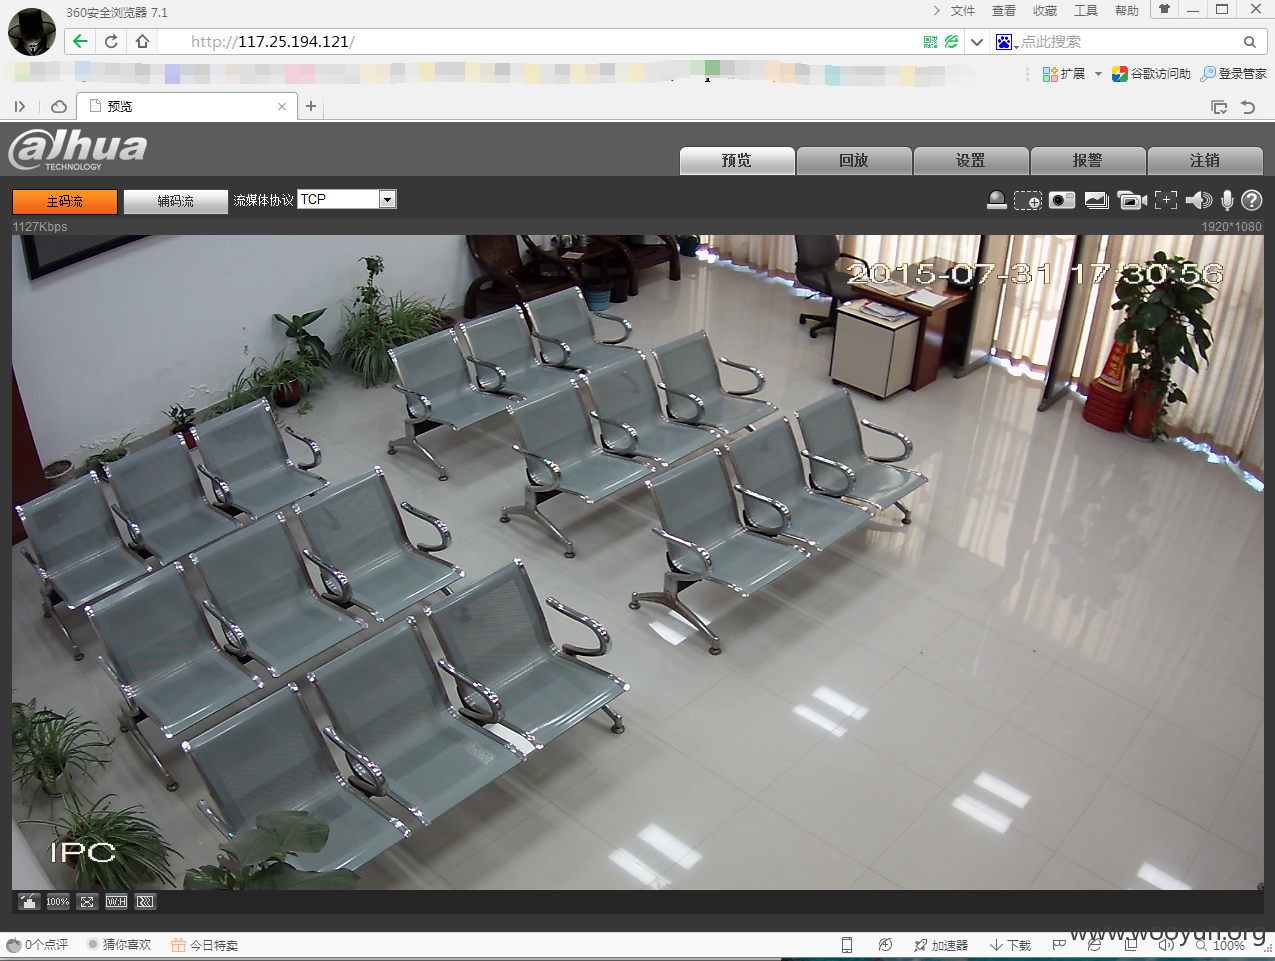 360安全浏览器 7.1
文件 查看 收藏 工具 帮助
http://117.25.194.121/
点此搜索
扩展 谷歌访问助 登录管家
预览
alhua
TECHNOLOGY
预览 回放 设置 报警 注销
主码流 辅码流 流媒体协议 TCP
1127Kbps 1920*1080
2015-07-31 17:30:56
IPC
100% W:H
www.wooyun.org
0个点评 猜你喜欢 今日特卖 加速器 下载 100%